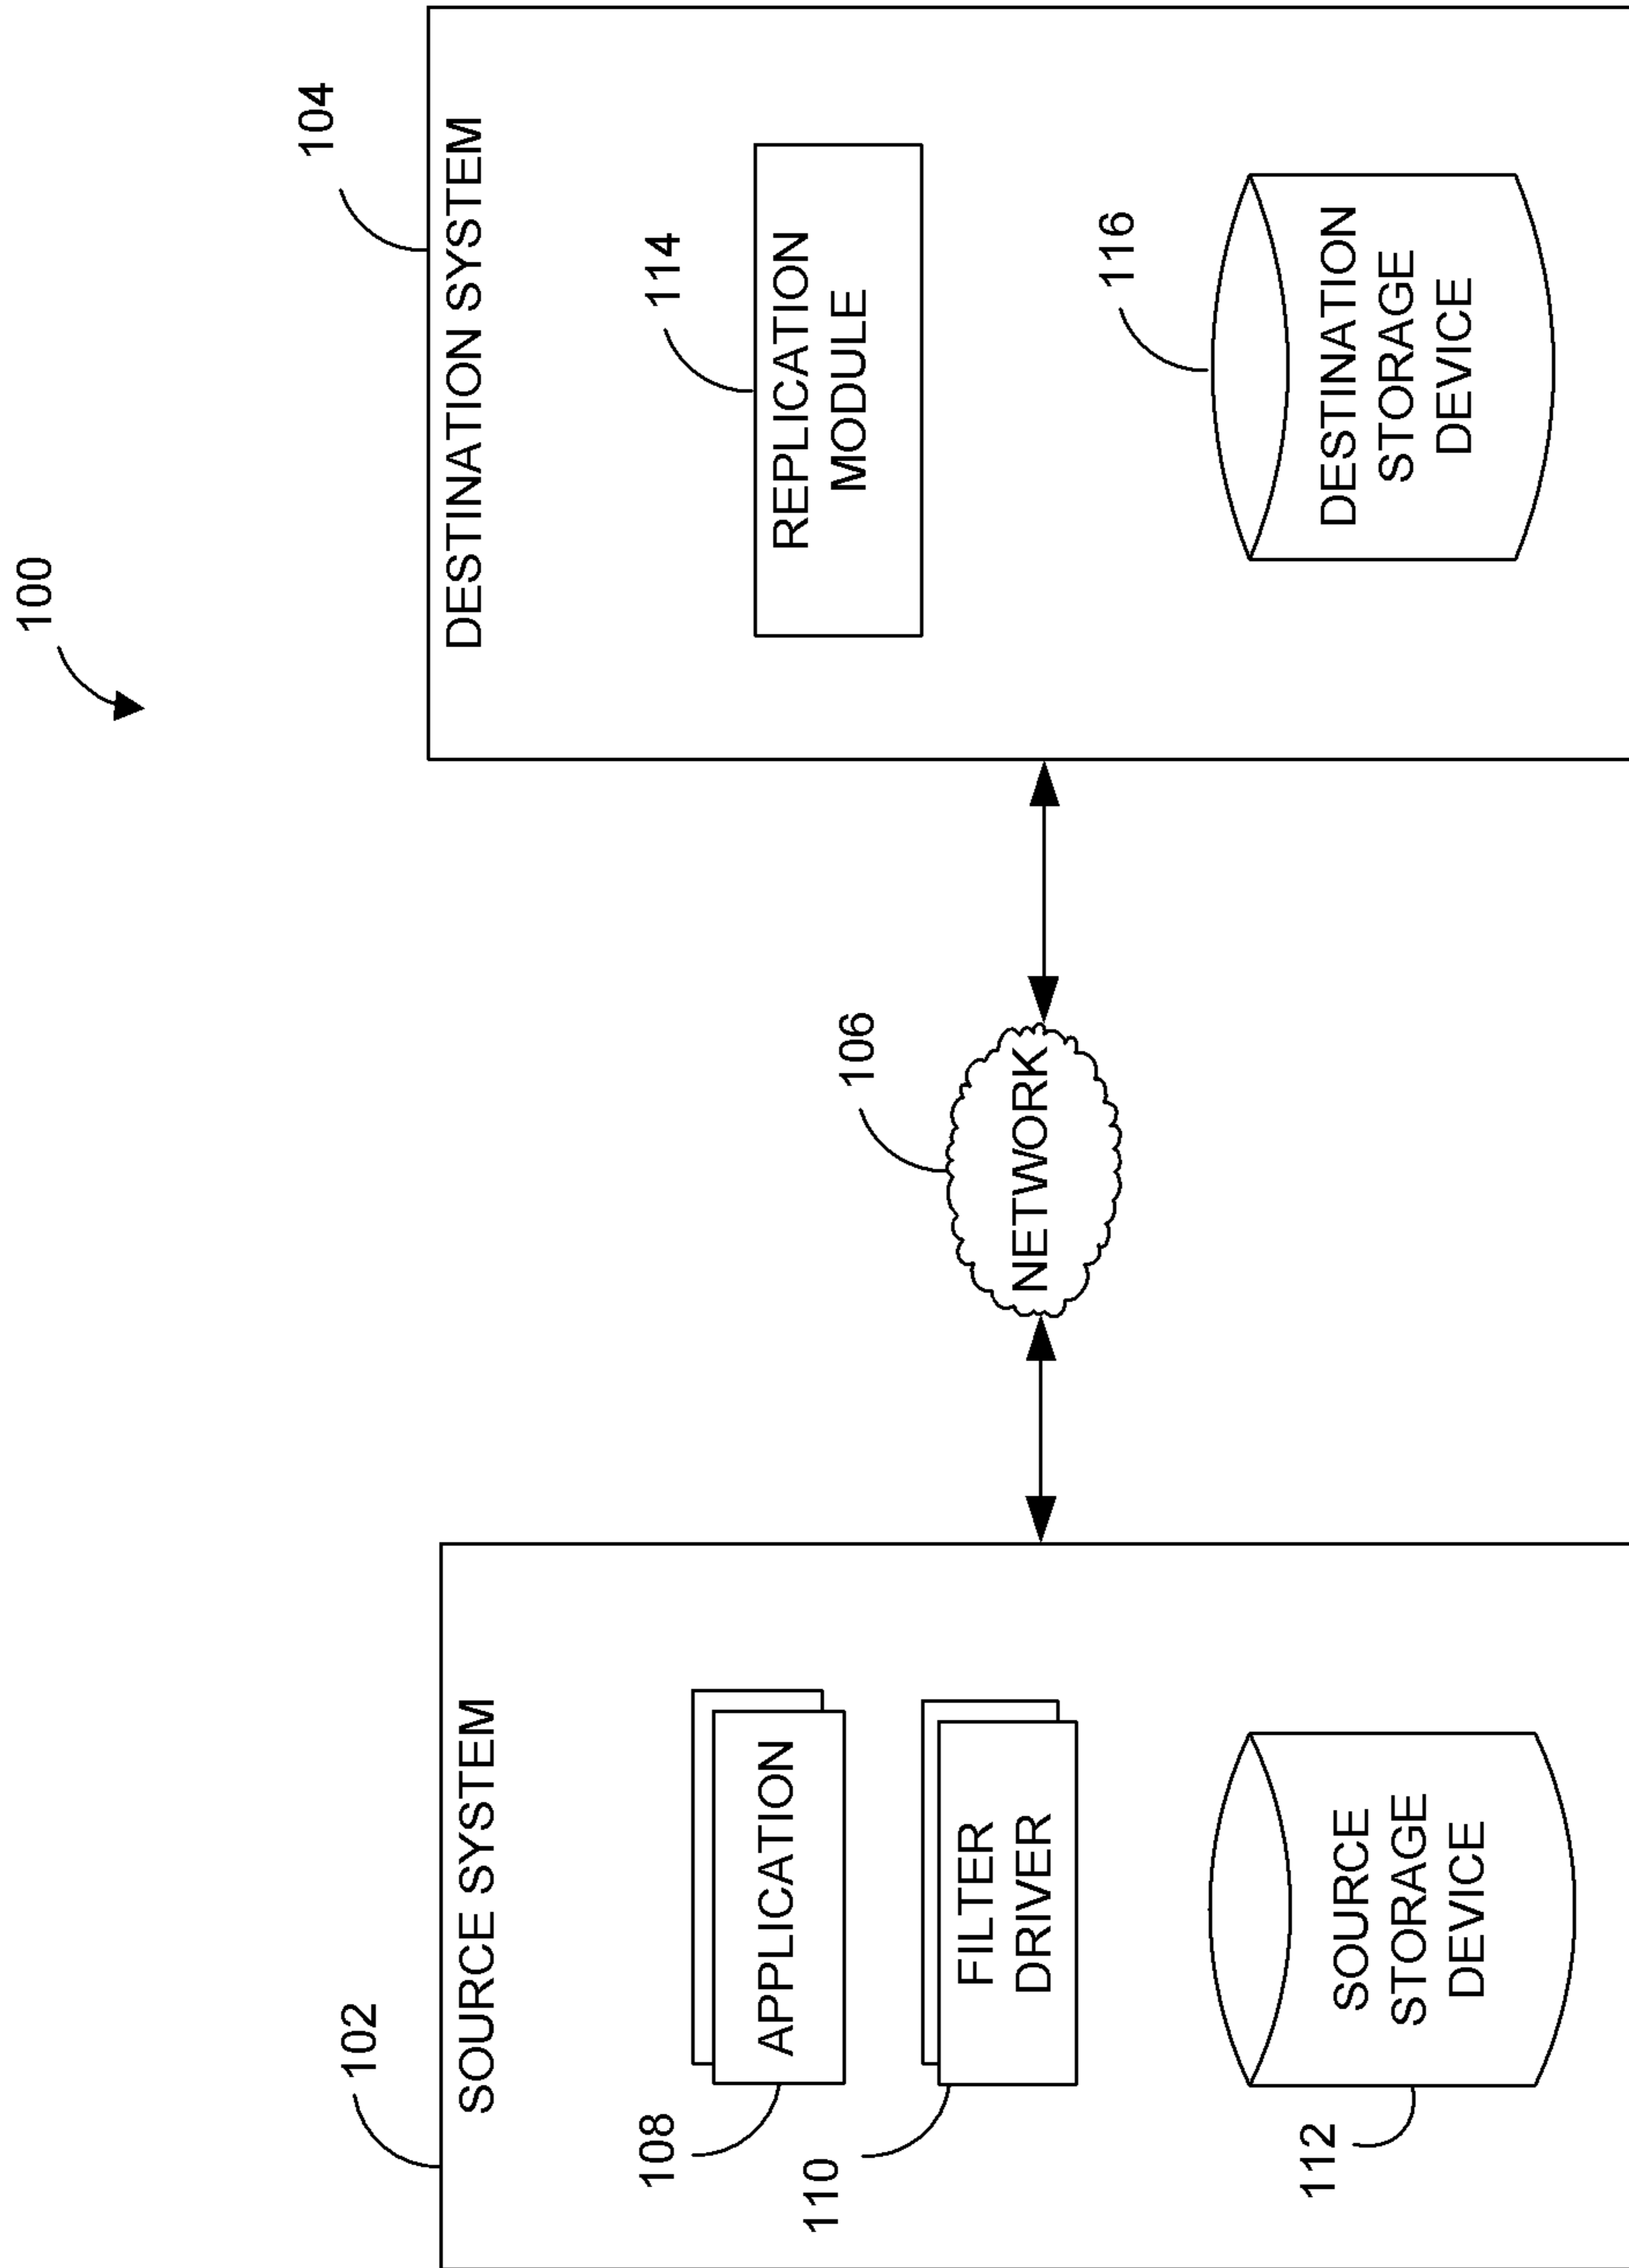 100
102
SOURCE SYSTEM
108
APPLICATION
110
FILTER
DRIVER
112
SOURCE
STORAGE
DEVICE
106
NETWORK
104
DESTINATION SYSTEM
114
REPLICATION
MODULE
116
DESTINATION
STORAGE
DEVICE